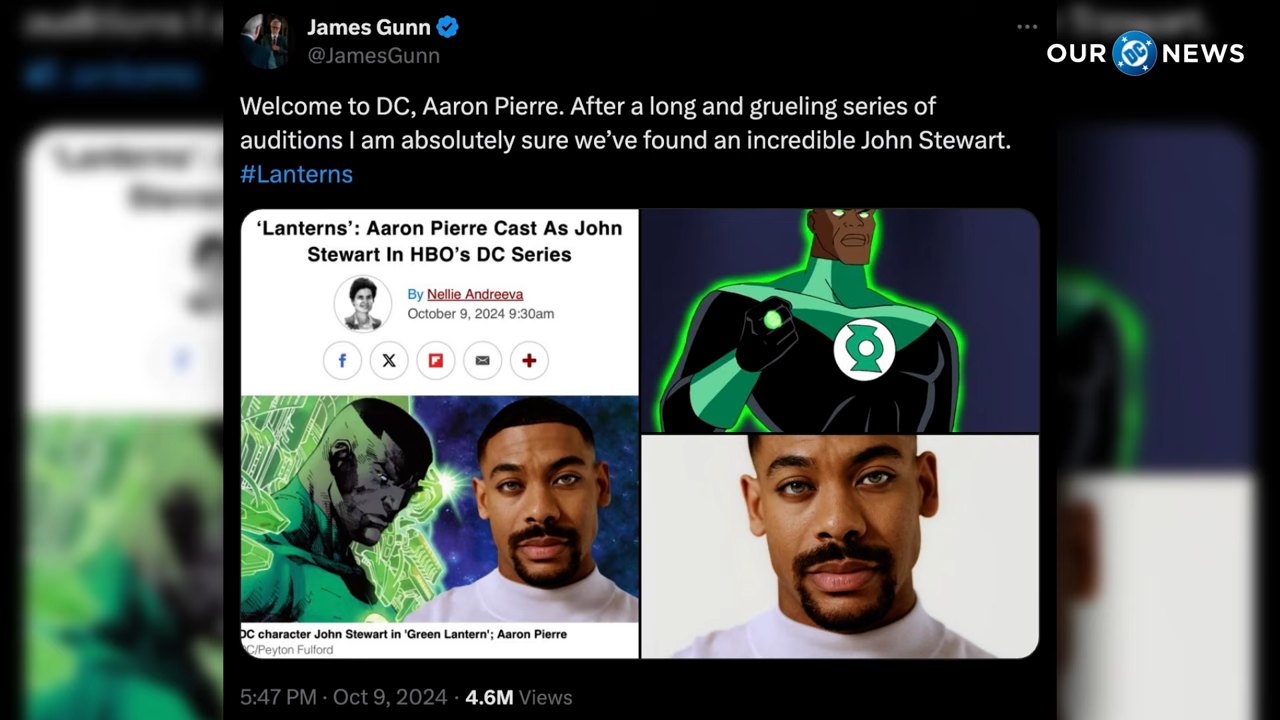 James Gunn
@JamesGunn
OUR DC NEWS
Welcome to DC, Aaron Pierre. After a long and grueling series of
auditions I am absolutely sure we’ve found an incredible John Stewart.
#Lanterns
‘Lanterns’: Aaron Pierre Cast As John
Stewart In HBO’s DC Series
By Nellie Andreeva
October 9, 2024 9:30am
DC character John Stewart in 'Green Lantern'; Aaron Pierre
DC/Peyton Fulford
5:47 PM · Oct 9, 2024 · 4.6M Views